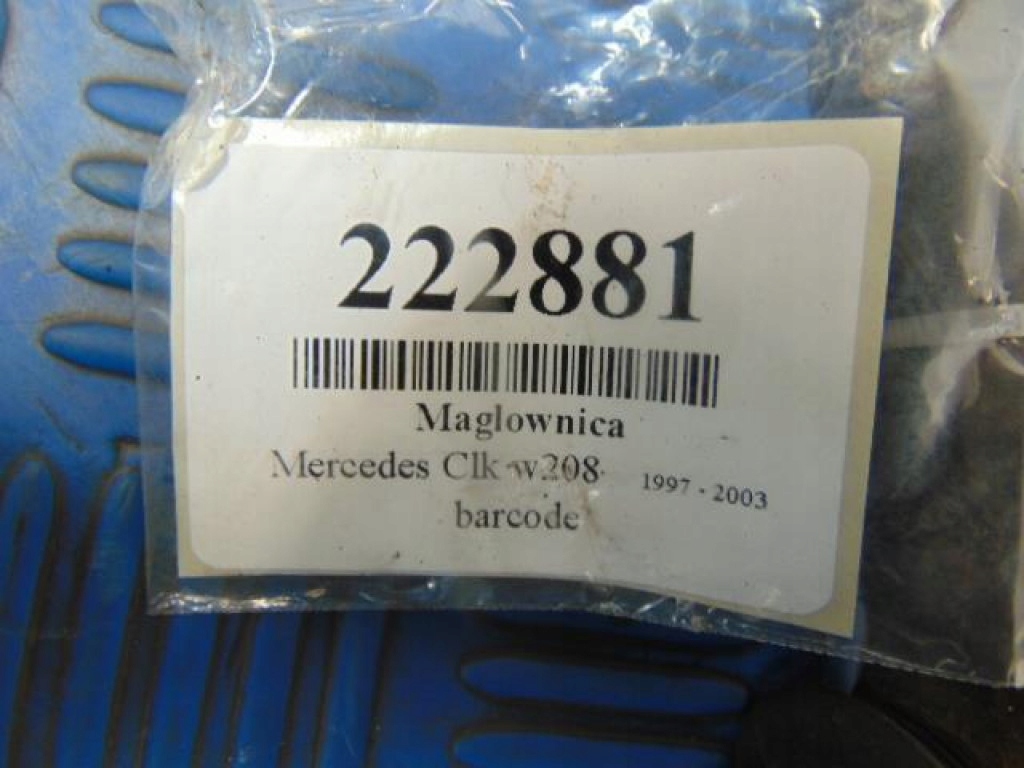 222881
Maglownica
Mercedes Clk w208 1997 - 2003
barcode